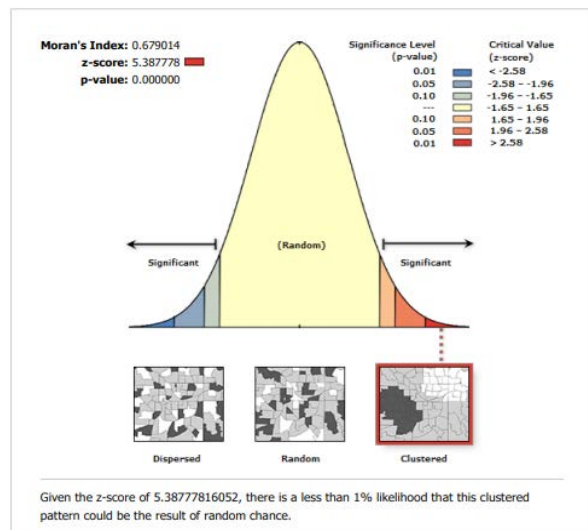 Moran's Index: 0.679014
z-score: 5.387778
p-value: 0.000000
Significance Level
(p-value)
Critical Value
(z-score)
0.01 < -2.58
0.05 -2.58 – -1.96
0.10 -1.96 – -1.65
--- -1.65 – 1.65
0.10 1.65 – 1.96
0.05 1.96 – 2.58
0.01 > 2.58
Significant
(Random)
Significant
Dispersed
Random
Clustered
Given the z-score of 5.38777816052, there is a less than 1% likelihood that this clustered
pattern could be the result of random chance.